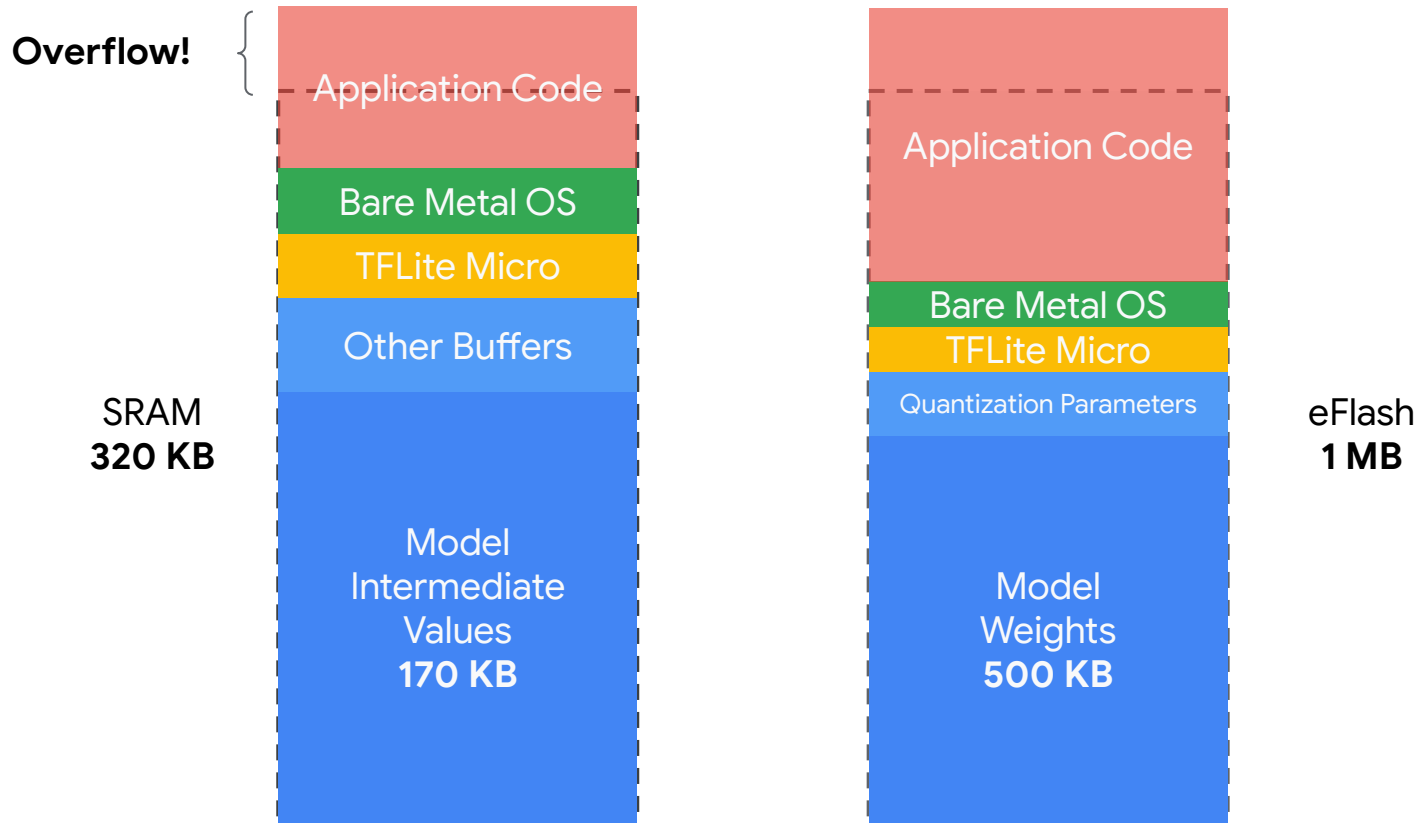 Overflow!
Application Code
Bare Metal OS
TFLite Micro
Other Buffers
SRAM
320 KB
Model
Intermediate
Values
170 KB
Application Code
Bare Metal OS
TFLite Micro
Quantization Parameters
Model
Weights
500 KB
eFlash
1 MB